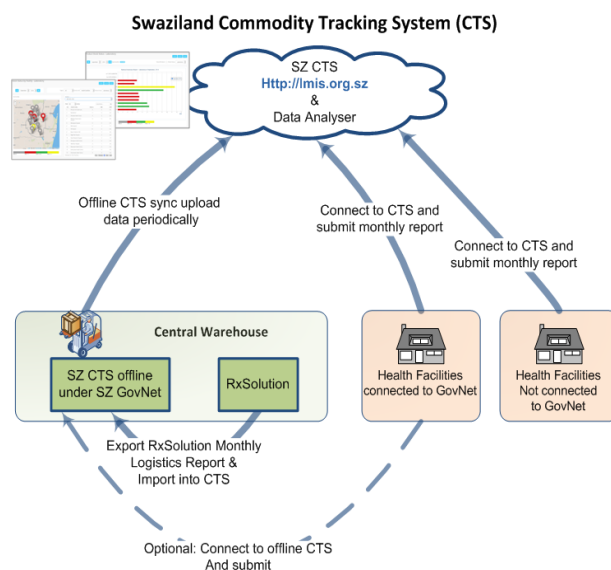 Swaziland Commodity Tracking System (CTS)
SZ CTS
Http://lmis.org.sz
&
Data Analyser
Offline CTS sync upload
data periodically
Connect to CTS and
submit monthly report
Connect to CTS and
submit monthly report
Central Warehouse
SZ CTS offline
under SZ GovNet
RxSolution
Health Facilities
connected to GovNet
Health Facilities
Not connected
to GovNet
Export RxSolution Monthly
Logistics Report &
Import into CTS
Optional: Connect to offline CTS
And submit